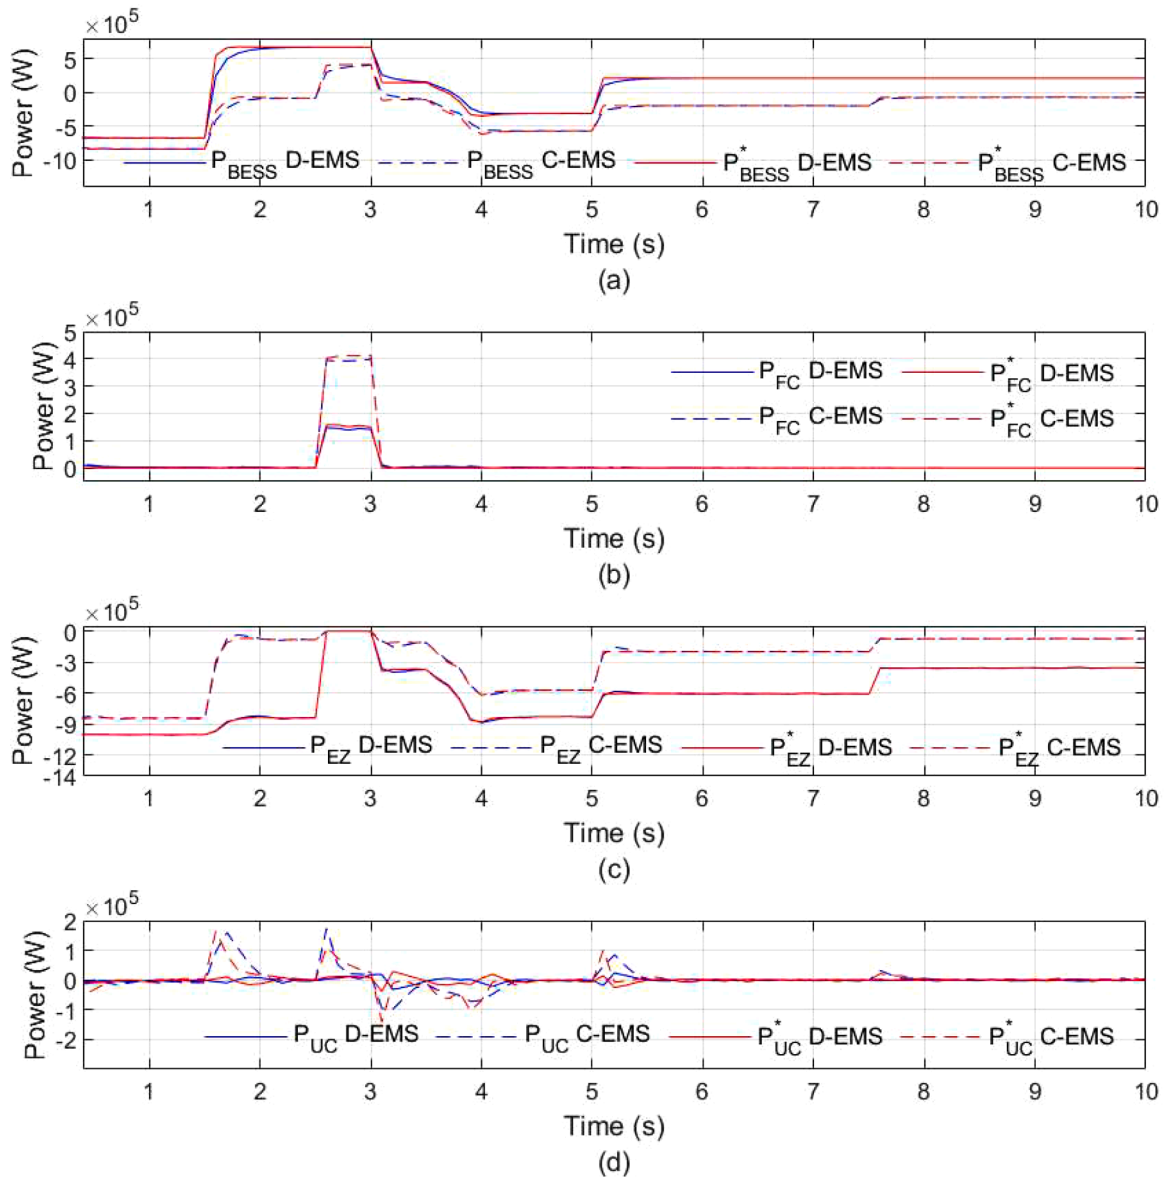 × 10^5
Power (W)
5
0
-5
-10
P_BESS D-EMS P_BESS C-EMS P*_BESS D-EMS P*_BESS C-EMS
1 2 3 4 5 6 7 8 9 10
Time (s)
(a)
× 10^5
Power (W)
5
4
3
2
1
0
P_FC D-EMS P*_FC D-EMS
P_FC C-EMS P*_FC C-EMS
1 2 3 4 5 6 7 8 9 10
Time (s)
(b)
× 10^5
Power (W)
0
-3
-6
-9
-12
-14
P_EZ D-EMS P_EZ C-EMS P*_EZ D-EMS P*_EZ C-EMS
1 2 3 4 5 6 7 8 9 10
Time (s)
(c)
× 10^5
Power (W)
2
1
0
-1
-2
P_UC D-EMS P_UC C-EMS P*_UC D-EMS P*_UC C-EMS
1 2 3 4 5 6 7 8 9 10
Time (s)
(d)